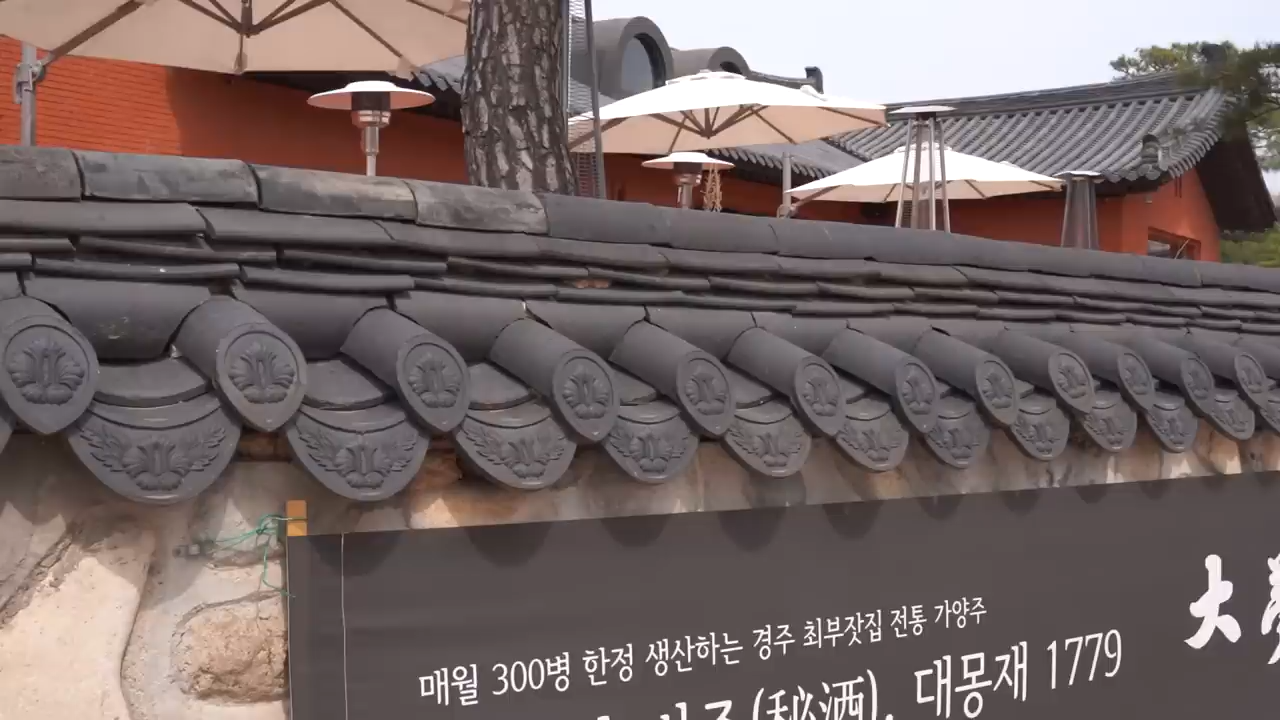 매월 300병 한정 생산하는 경주 최부잣집 전통 가양주
(秘酒), 대몽재 1779
大